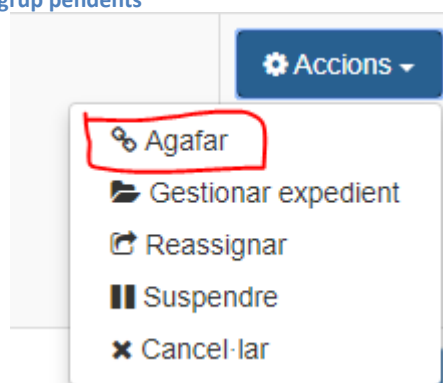 grup pendents
Accions
Agafar
Gestionar expedient
Reassignar
Suspendre
Cancel·lar